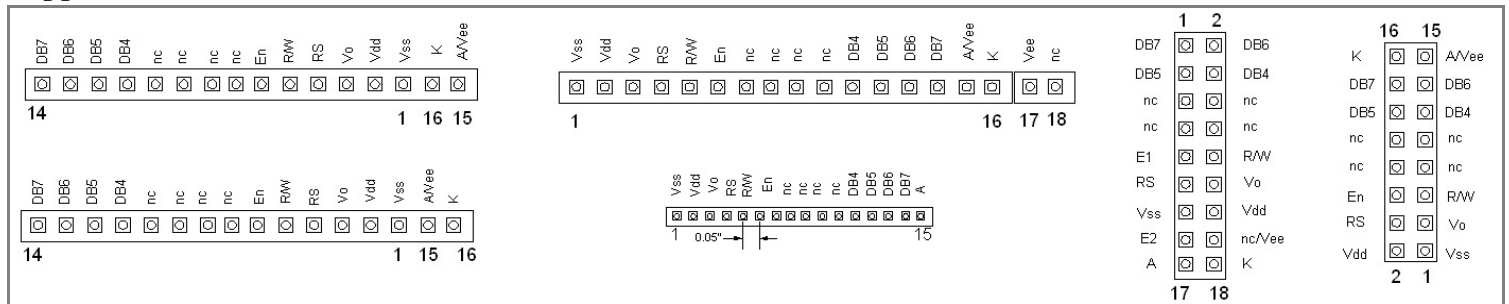 DB7 DB6 DB5 DB4 nc nc nc nc En R/W RS Vo Vdd Vss K A/Vee
14 1 16 15
DB7 DB6 DB5 DB4 nc nc nc nc En R/W RS Vo Vdd Vss A/Vee K
14 1 15 16
Vss Vdd Vo RS R/W En nc nc nc nc DB4 DB5 DB6 DB7 A/Vee K Vee nc
1 16 17 18
Vss Vdd Vo RS R/W En nc nc nc nc DB4 DB5 DB6 DB7 A
1 0.05" 15
1 2
DB7 DB6
DB5 DB4
nc nc
nc nc
E1 R/W
RS Vo
Vss Vdd
E2 nc/Vee
A K
17 18
16 15
K A/Vee
DB7 DB6
DB5 DB4
nc nc
nc nc
En R/W
RS Vo
Vdd Vss
2 1